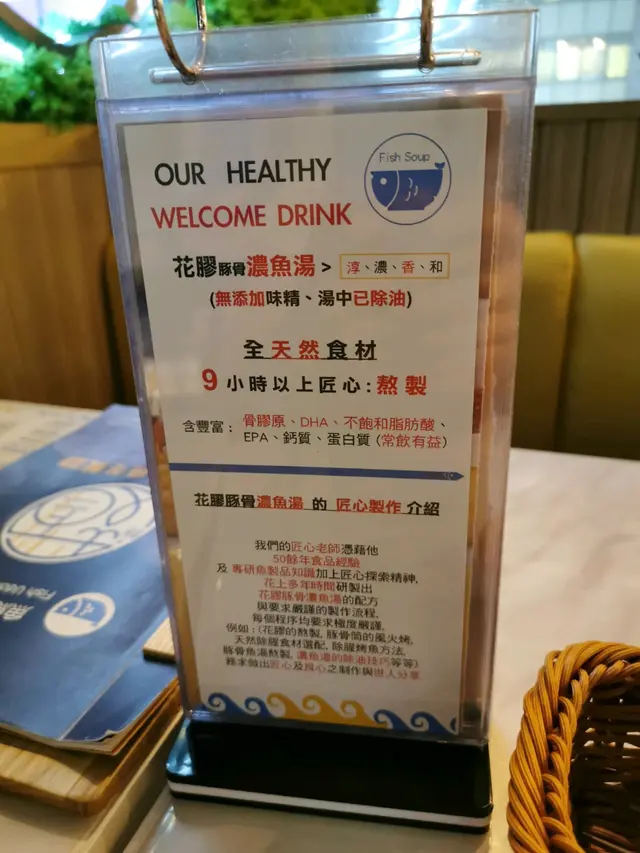 OUR HEALTHY
WELCOME DRINK
Fish Soup
花膠豚骨濃魚湯 > 淳、濃、香、和
(無添加味精、湯中已除油)
全天然食材
9小時以上匠心:熬製
含豐富： 骨膠原、DHA、不飽和脂肪酸、
EPA、鈣質、蛋白質 (常飲有益)
花膠豚骨濃魚湯 的 匠心製作 介紹
我們的匠心老師憑藉他
50餘年食品經驗
及 專研魚製品知識加上匠心探索精神,
花上多年時間研製出
花膠豚骨濃魚湯的配方
與要求嚴謹的製作流程,
每個程序均要求極度嚴謹,
例如：(花膠的熬製, 豚骨筒的風火烤,
天然除腥食材選配, 除腥烤魚方法,
豚骨魚湯熬製, 濃魚湯的除油技巧等等)
務求做出匠心及良心之制作與世人分享
Fish Udon